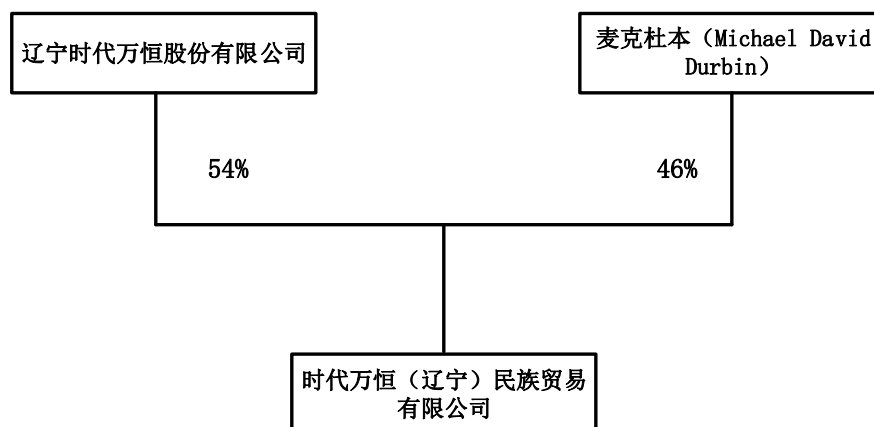 辽宁时代万恒股份有限公司
麦克杜本（Michael David
Durbin）
54%
46%
时代万恒（辽宁）民族贸易
有限公司